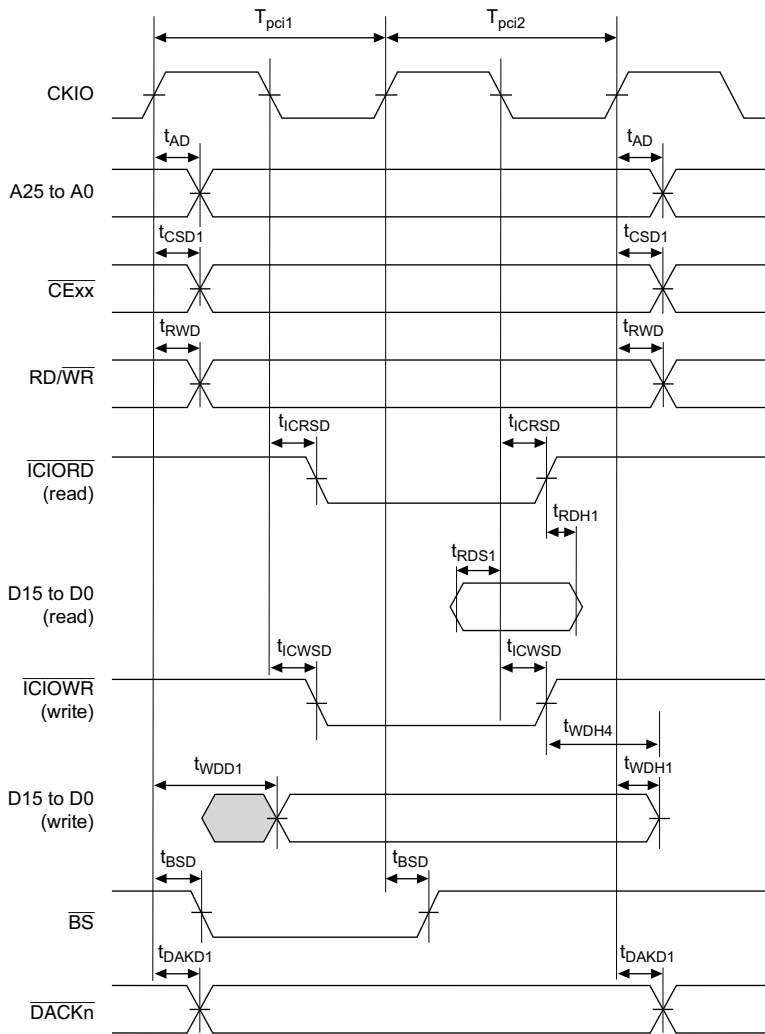 Tpci1 Tpci2
CKIO
tAD tAD
A25 to A0
tCSD1 tCSD1
CExx
tRWD tRWD
RD/WR
tICRSD tICRSD
ICIORD
(read)
tRDH1
tRDS1
D15 to D0
(read)
tICWSD tICWSD
ICIOWR
(write)
tWDH4
tWDD1 tWDH1
D15 to D0
(write)
tBSD tBSD
BS
tDAKD1 tDAKD1
DACKn